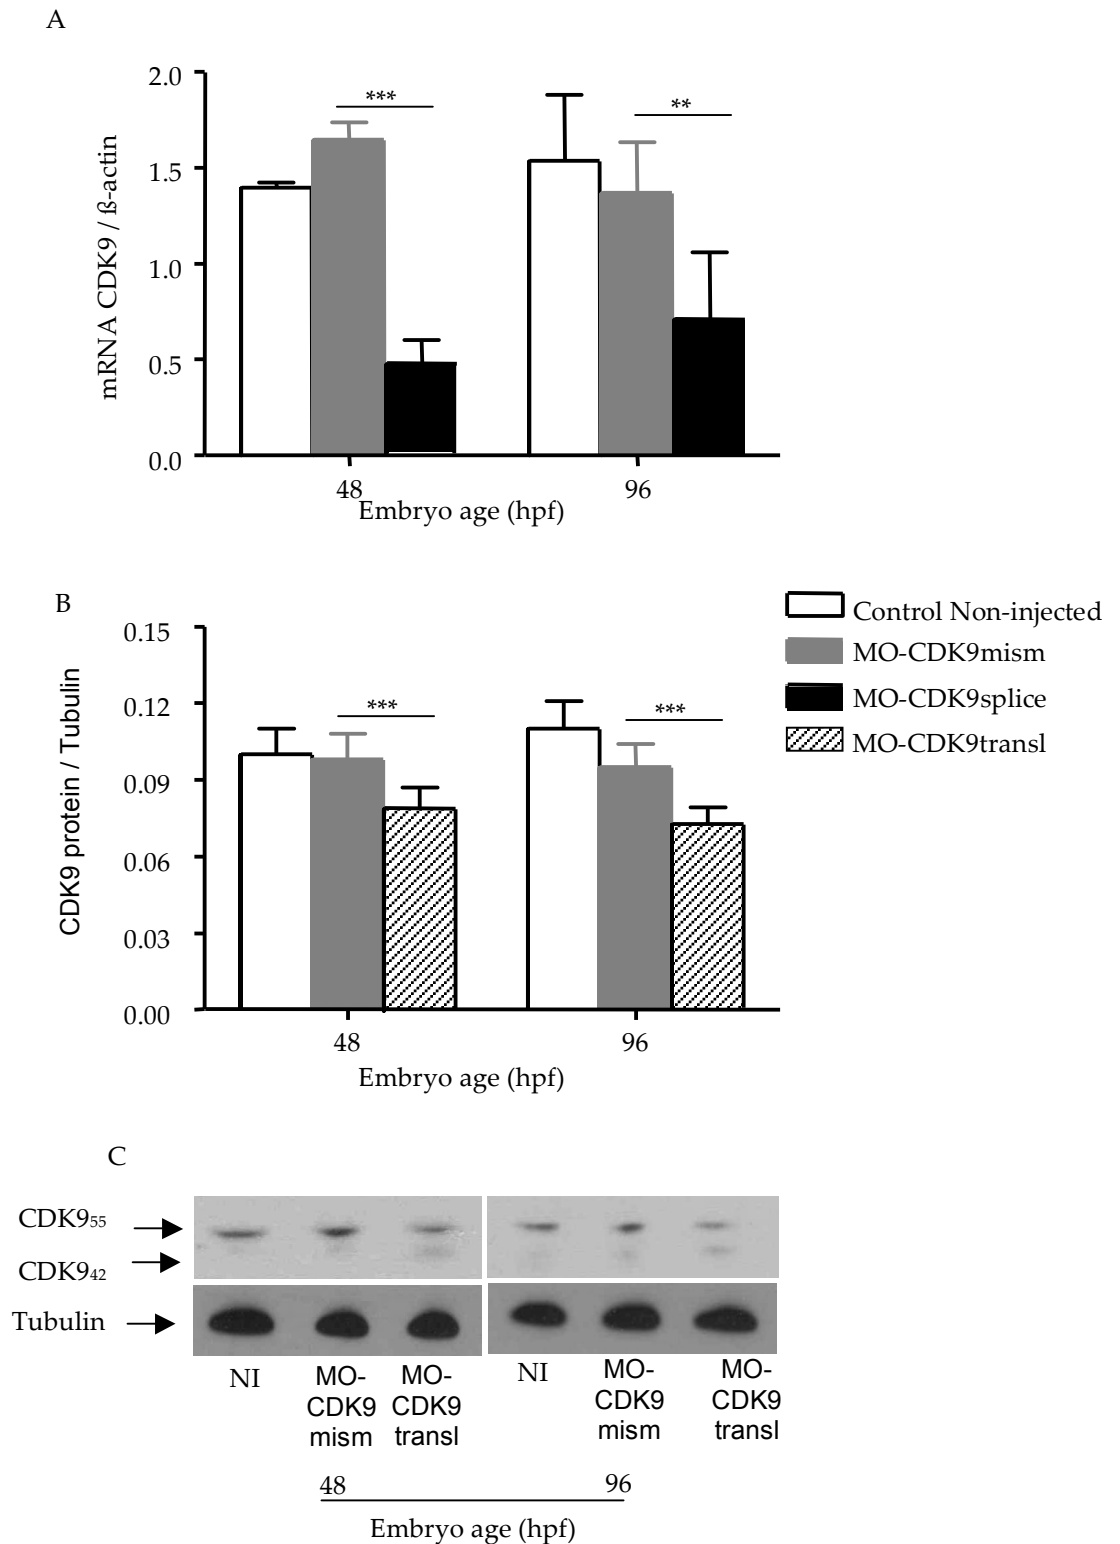 A
2.0
1.5
1.0
0.5
0.0
mRNA CDK9 / ß-actin
***
**
48
96
Embryo age (hpf)
B
0.15
0.12
0.09
0.06
0.03
0.00
CDK9 protein / Tubulin
***
***
48
96
Embryo age (hpf)
Control Non-injected
MO-CDK9mism
MO-CDK9splice
MO-CDK9transl
C
CDK9₅₅
CDK9₄₂
Tubulin
NI
MO-
CDK9
mism
MO-
CDK9
transl
NI
MO-
CDK9
mism
MO-
CDK9
transl
48
96
Embryo age (hpf)